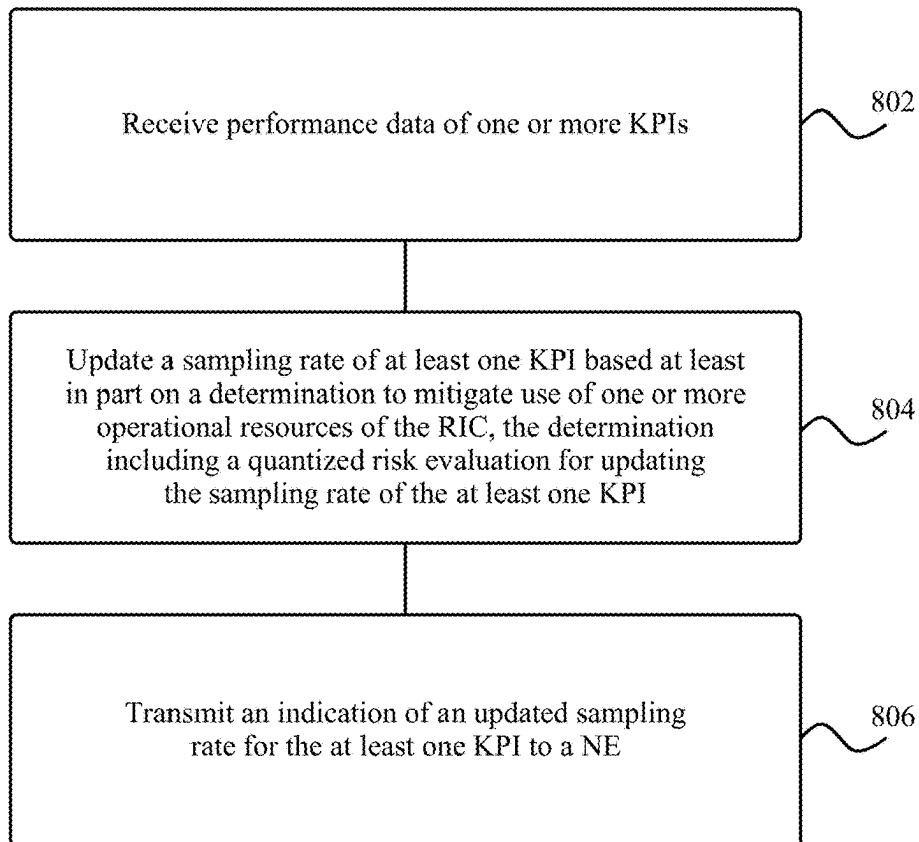 Receive performance data of one or more KPIs
802
Update a sampling rate of at least one KPI based at least
in part on a determination to mitigate use of one or more
operational resources of the RIC, the determination
including a quantized risk evaluation for updating
the sampling rate of the at least one KPI
804
Transmit an indication of an updated sampling
rate for the at least one KPI to a NE
806